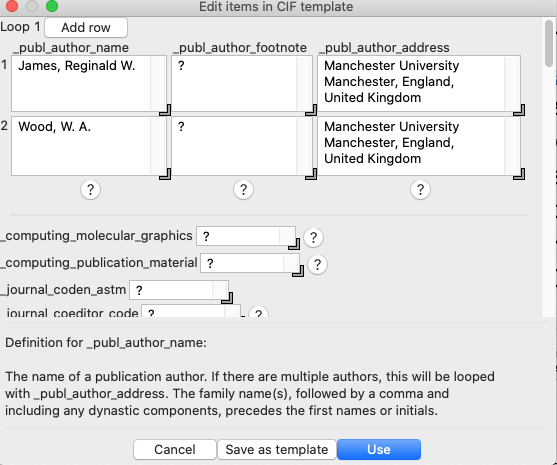 Edit items in CIF template
Loop 1 Add row
_publ_author_name _publ_author_footnote _publ_author_address
1 James, Reginald W. ? Manchester University
Manchester, England,
United Kingdom
2 Wood, W. A. ? Manchester University
Manchester, England,
United Kingdom
? ? ?
_computing_molecular_graphics ? ?
_computing_publication_material ? ?
_journal_coden_astm ?
_journal_coeditor_code ? ?
Definition for _publ_author_name:
The name of a publication author. If there are multiple authors, this will be looped
with _publ_author_address. The family name(s), followed by a comma and
including any dynastic components, precedes the first names or initials.
Cancel Save as template Use